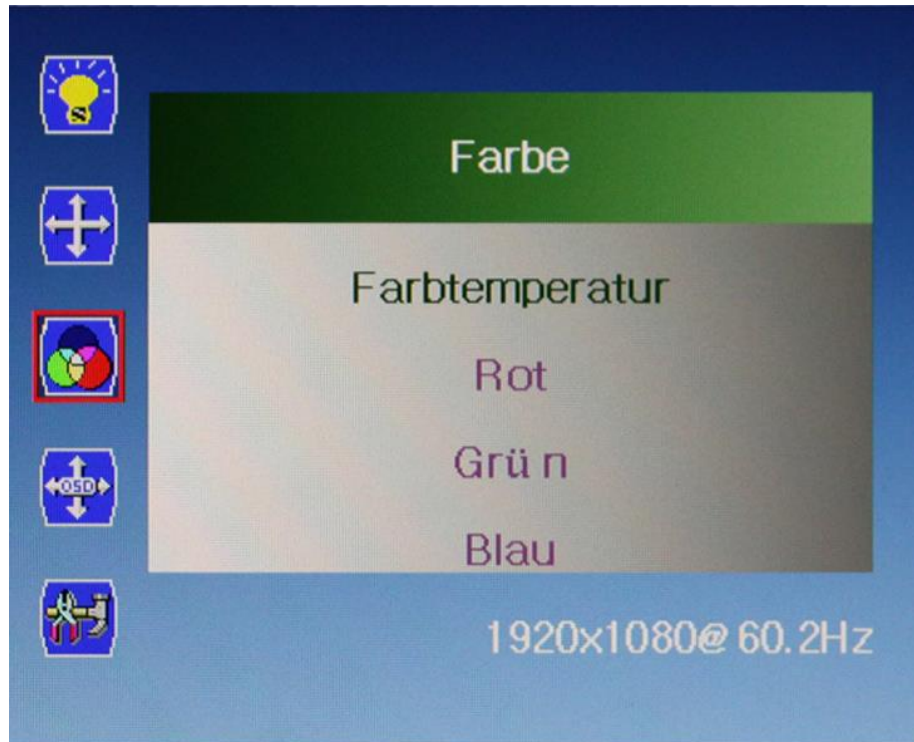 Farbe
Farbtemperatur
Rot
Grü n
Blau
OSD
1920x1080@ 60.2Hz